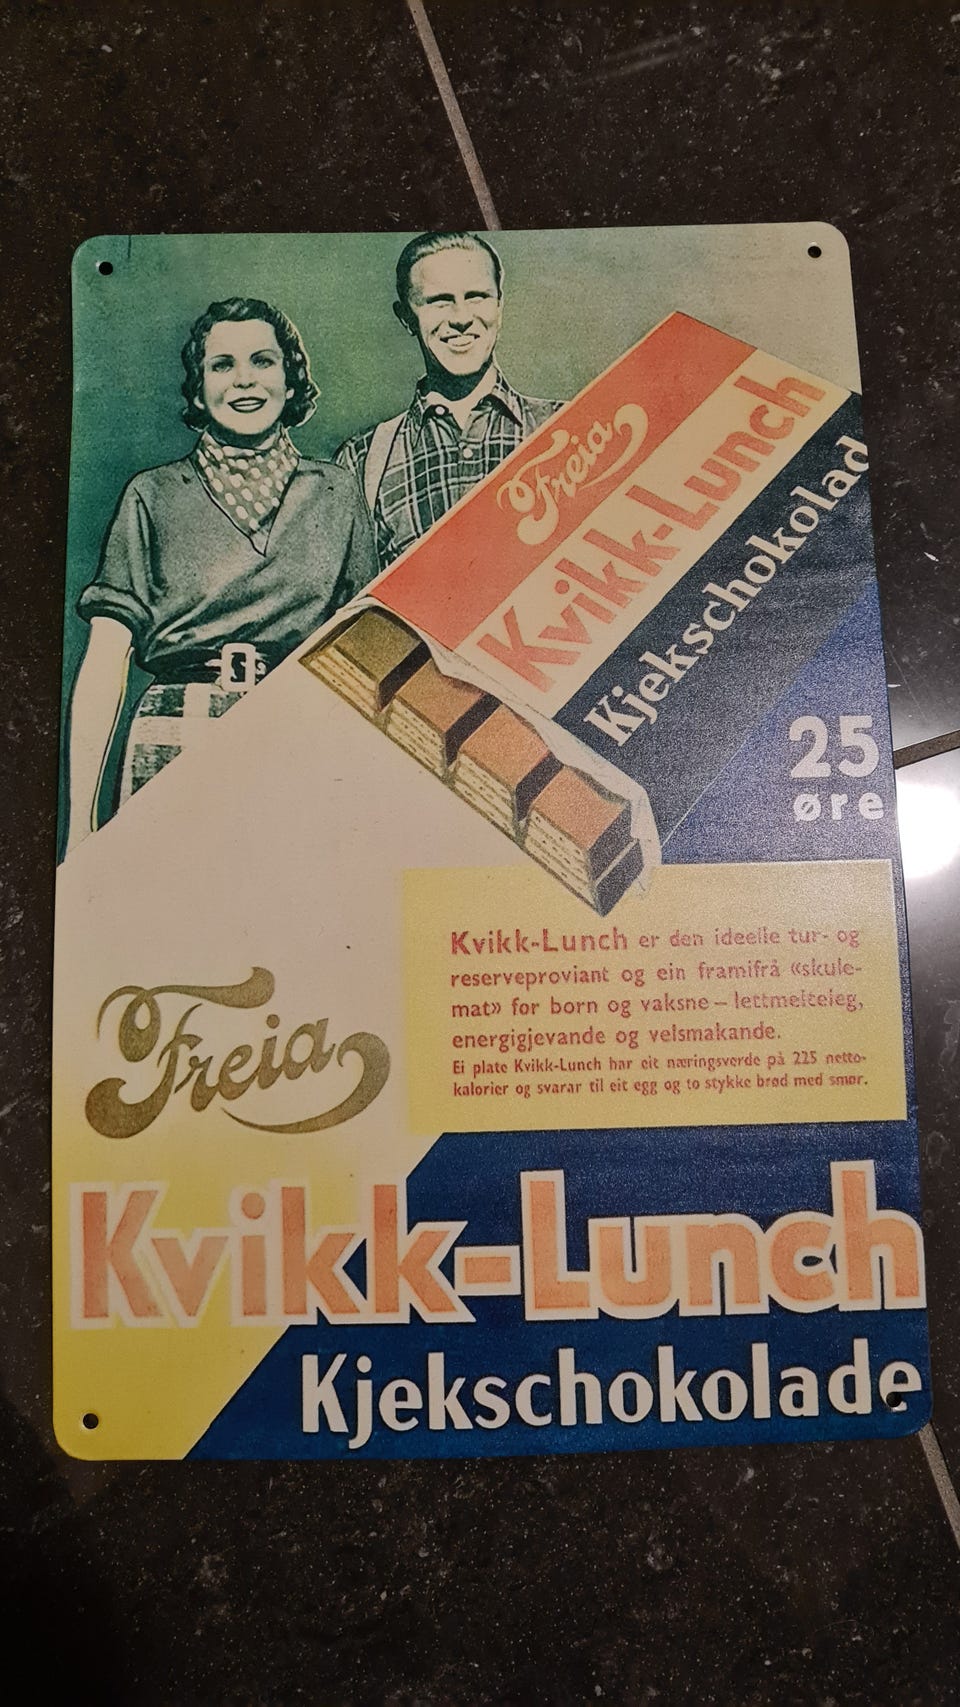 Freia
Kvikk-Lunch
Kjekschokolad
25
øre
Kvikk-Lunch er den ideelle tur- og
reserveproviant og ein framifrå «skule-
mat» for born og vaksne – lettmelteleg,
energigjevande og velsmakande.
Ei plate Kvikk-Lunch har eit næringsverde på 225 netto-
kalorier og svarar til eit egg og to stykke brød med smør.
Freia
Kvikk-Lunch
Kjekschokolade